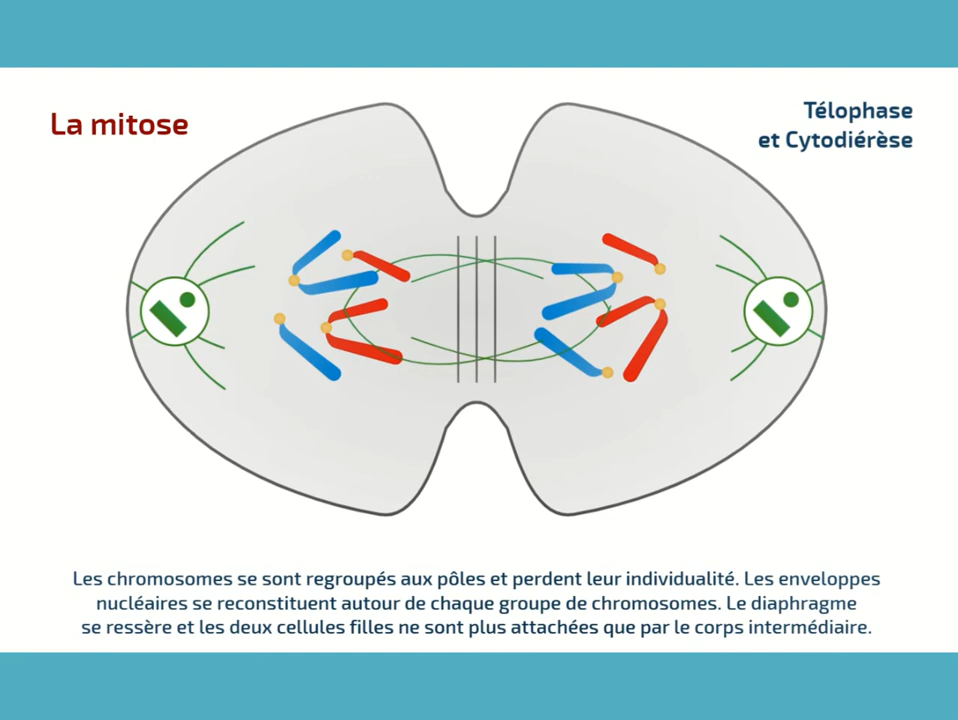 La mitose
Télophase
et Cytodiérèse
Les chromosomes se sont regroupés aux pôles et perdent leur individualité. Les enveloppes
nucléaires se reconstituent autour de chaque groupe de chromosomes. Le diaphragme
se ressère et les deux cellules filles ne sont plus attachées que par le corps intermédiaire.